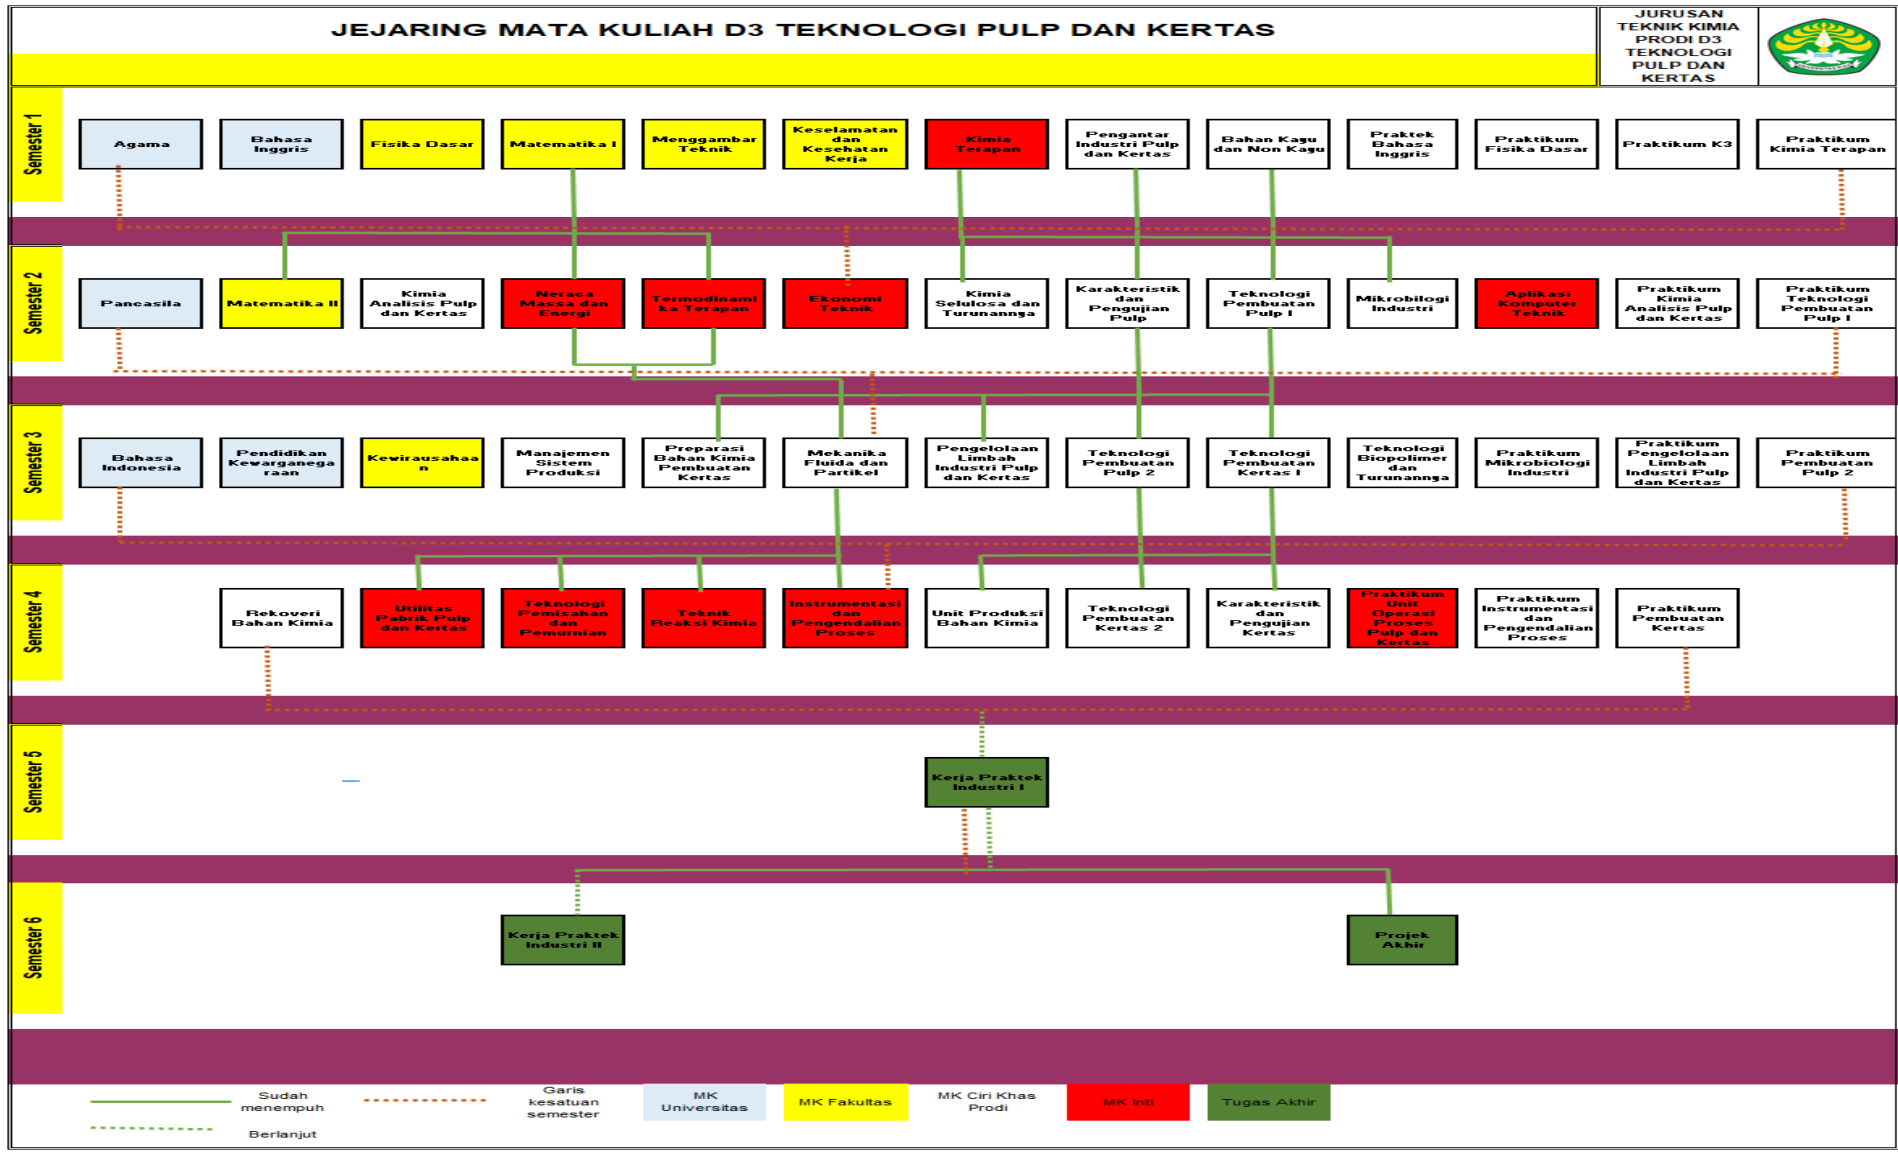 JEJARING MATA KULIAH D3 TEKNOLOGI PULP DAN KERTAS
JURUSAN
TEKNIK KIMIA
PRODI D3
TEKNOLOGI
PULP DAN
KERTAS
Semester 1
Agama
Bahasa
Inggris
Fisika Dasar
Matematika I
Menggambar
Teknik
Keselamatan
dan
Kesehatan
Kerja
Kimia
Terapan
Pengantar
Industri Pulp
dan Kertas
Bahan Kayu
dan Non Kayu
Praktek
Bahasa
Inggris
Praktikum
Fisika Dasar
Praktikum K3
Praktikum
Kimia Terapan
Semester 2
Pancasila
Matematika II
Kimia
Analisis Pulp
dan Kertas
Neraca
Massa dan
Energi
Termodinami
ka Terapan
Ekonomi
Teknik
Kimia
Selulosa dan
Turunannya
Karakteristik
dan
Pengujian
Pulp
Teknologi
Pembuatan
Pulp I
Mikrobilogi
Industri
Aplikasi
Komputer
Teknik
Praktikum
Kimia
Analisis Pulp
dan Kertas
Praktikum
Teknologi
Pembuatan
Pulp I
Semester 3
Bahasa
Indonesia
Pendidikan
Kewarganega
raan
Kewirausahaa
n
Manajemen
Sistem
Produksi
Preparasi
Bahan Kimia
Pembuatan
Kertas
Mekanika
Fluida dan
Partikel
Pengelolaan
Limbah
Industri Pulp
dan Kertas
Teknologi
Pembuatan
Pulp 2
Teknologi
Pembuatan
Kertas I
Teknologi
Biopolimer
dan
Turunannya
Praktikum
Mikrobiologi
Industri
Praktikum
Pengelolaan
Limbah
Industri Pulp
dan Kertas
Praktikum
Pembuatan
Pulp 2
Semester 4
Rekoveri
Bahan Kimia
Utilitas
Pabrik Pulp
dan Kertas
Teknologi
Pemisahan
dan
Pemurnian
Teknik
Reaksi Kimia
Instrumentasi
dan
Pengendalian
Proses
Unit Produksi
Bahan Kimia
Teknologi
Pembuatan
Kertas 2
Karakteristik
dan
Pengujian
Kertas
Praktikum
Unit
Operasi
Proses
Pulp dan
Kertas
Praktikum
Instrumentasi
dan
Pengendalian
Proses
Praktikum
Pembuatan
Kertas
Semester 5
Kerja Praktek
Industri I
Semester 6
Kerja Praktek
Industri II
Projek
Akhir
Sudah
menempuh
Berlanjut
Garis
kesatuan
semester
MK
Universitas
MK Fakultas
MK Ciri Khas
Prodi
MK Inti
Tugas Akhir